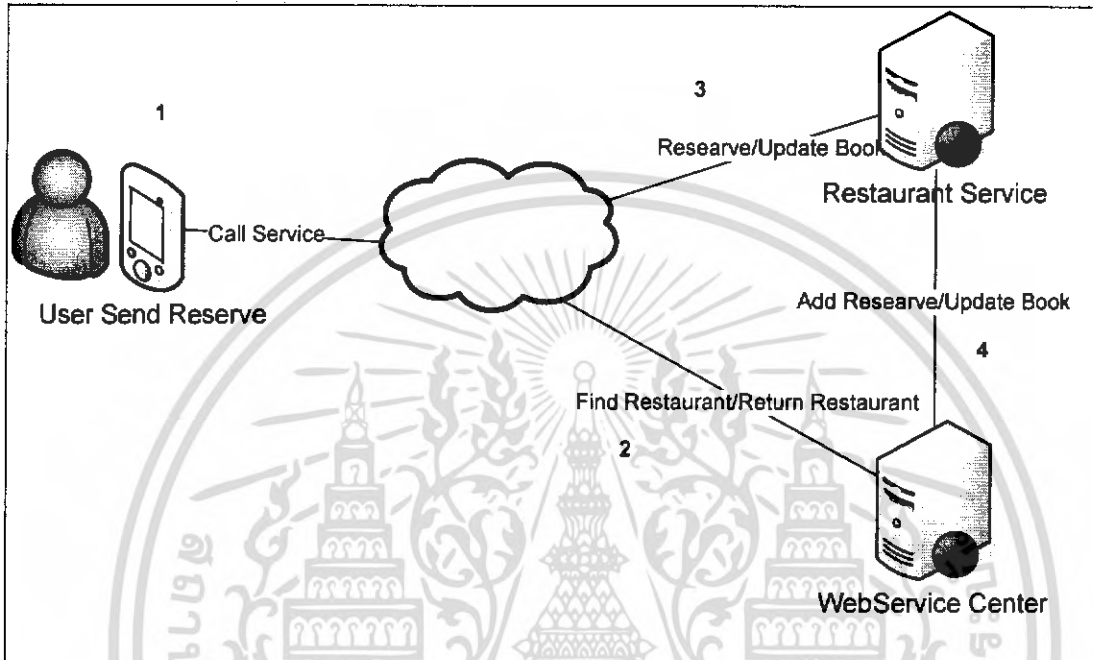 1
3
Researve/Update Book
Restaurant Service
Call Service
User Send Reserve
Add Researve/Update Book
4
Find Restaurant/Return Restaurant
2
WebService Center